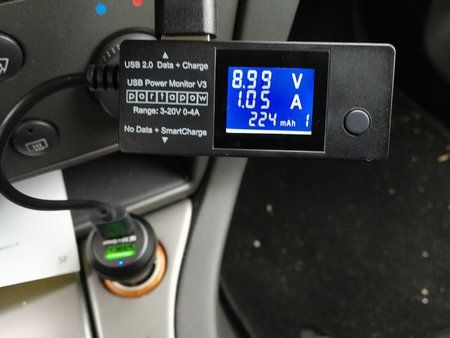 USB 2.0 Data + Charge
USB Power Monitor V3
portapow
Range: 3-20V 0-4A
No Data + SmartCharge
8.99 V
1.05 A
224 mAh 1